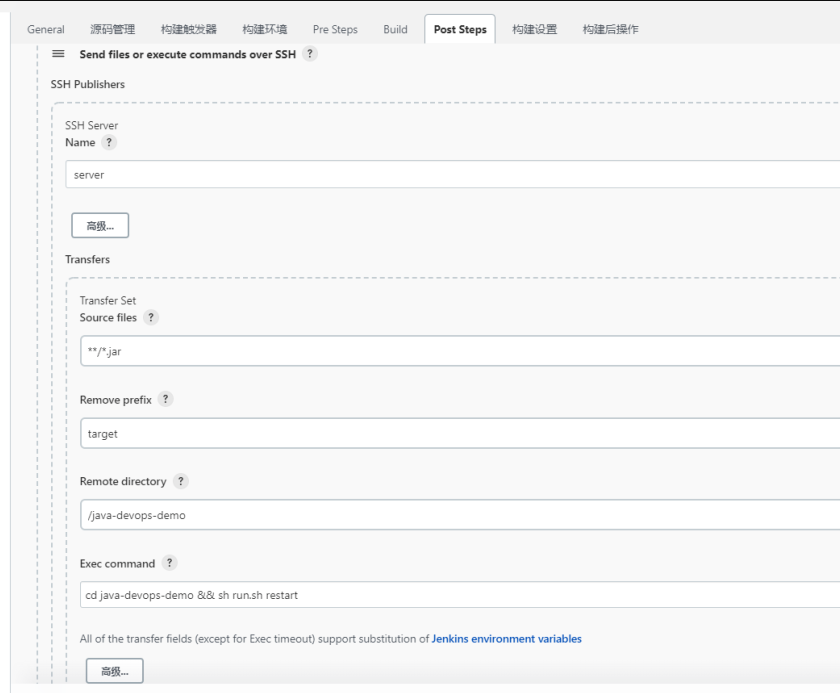 General 源码管理 构建触发器 构建环境 Pre Steps Build Post Steps 构建设置 构建后操作
Send files or execute commands over SSH ?
SSH Publishers
SSH Server
Name ?
server
高级...
Transfers
Transfer Set
Source files ?
**/*.jar
Remove prefix ?
target
Remote directory ?
/java-devops-demo
Exec command ?
cd java-devops-demo && sh run.sh restart
All of the transfer fields (except for Exec timeout) support substitution of Jenkins environment variables
高级...